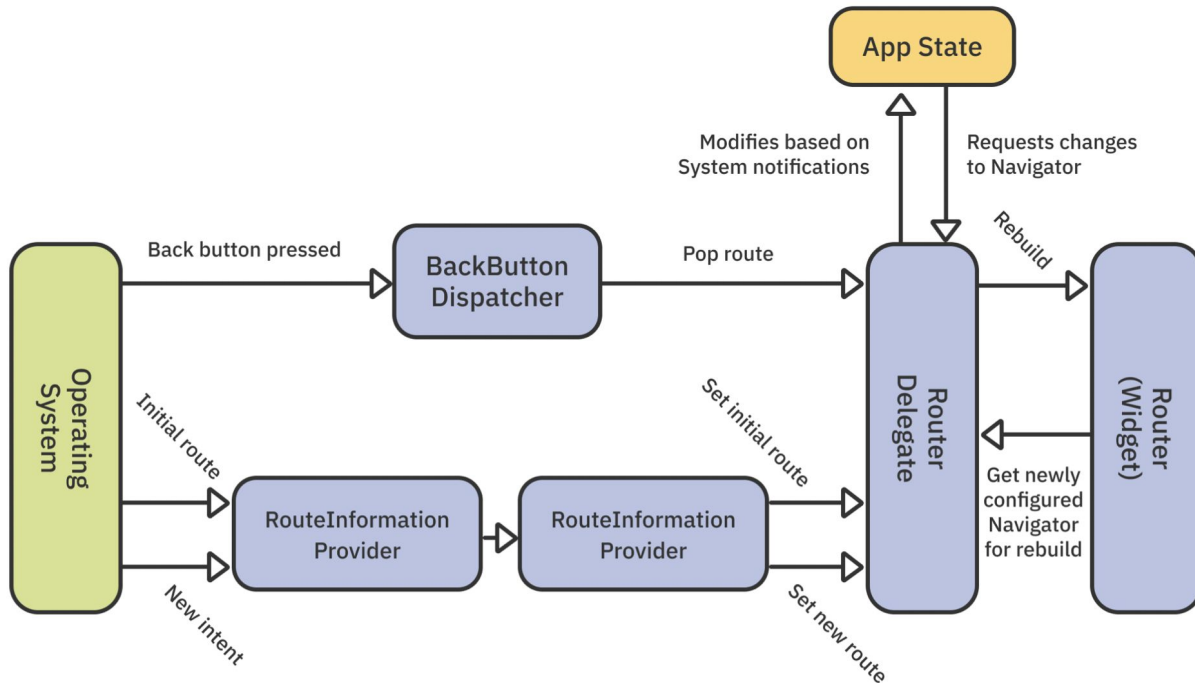 App State
Modifies based on
System notifications
Requests changes
to Navigator
Back button pressed
BackButton
Dispatcher
Pop route
Rebuild
Operating
System
Router
Delegate
Router
(Widget)
Initial route
Set initial route
RouteInformation
Provider
RouteInformation
Provider
Get newly
configured
Navigator
for rebuild
New intent
Set new route